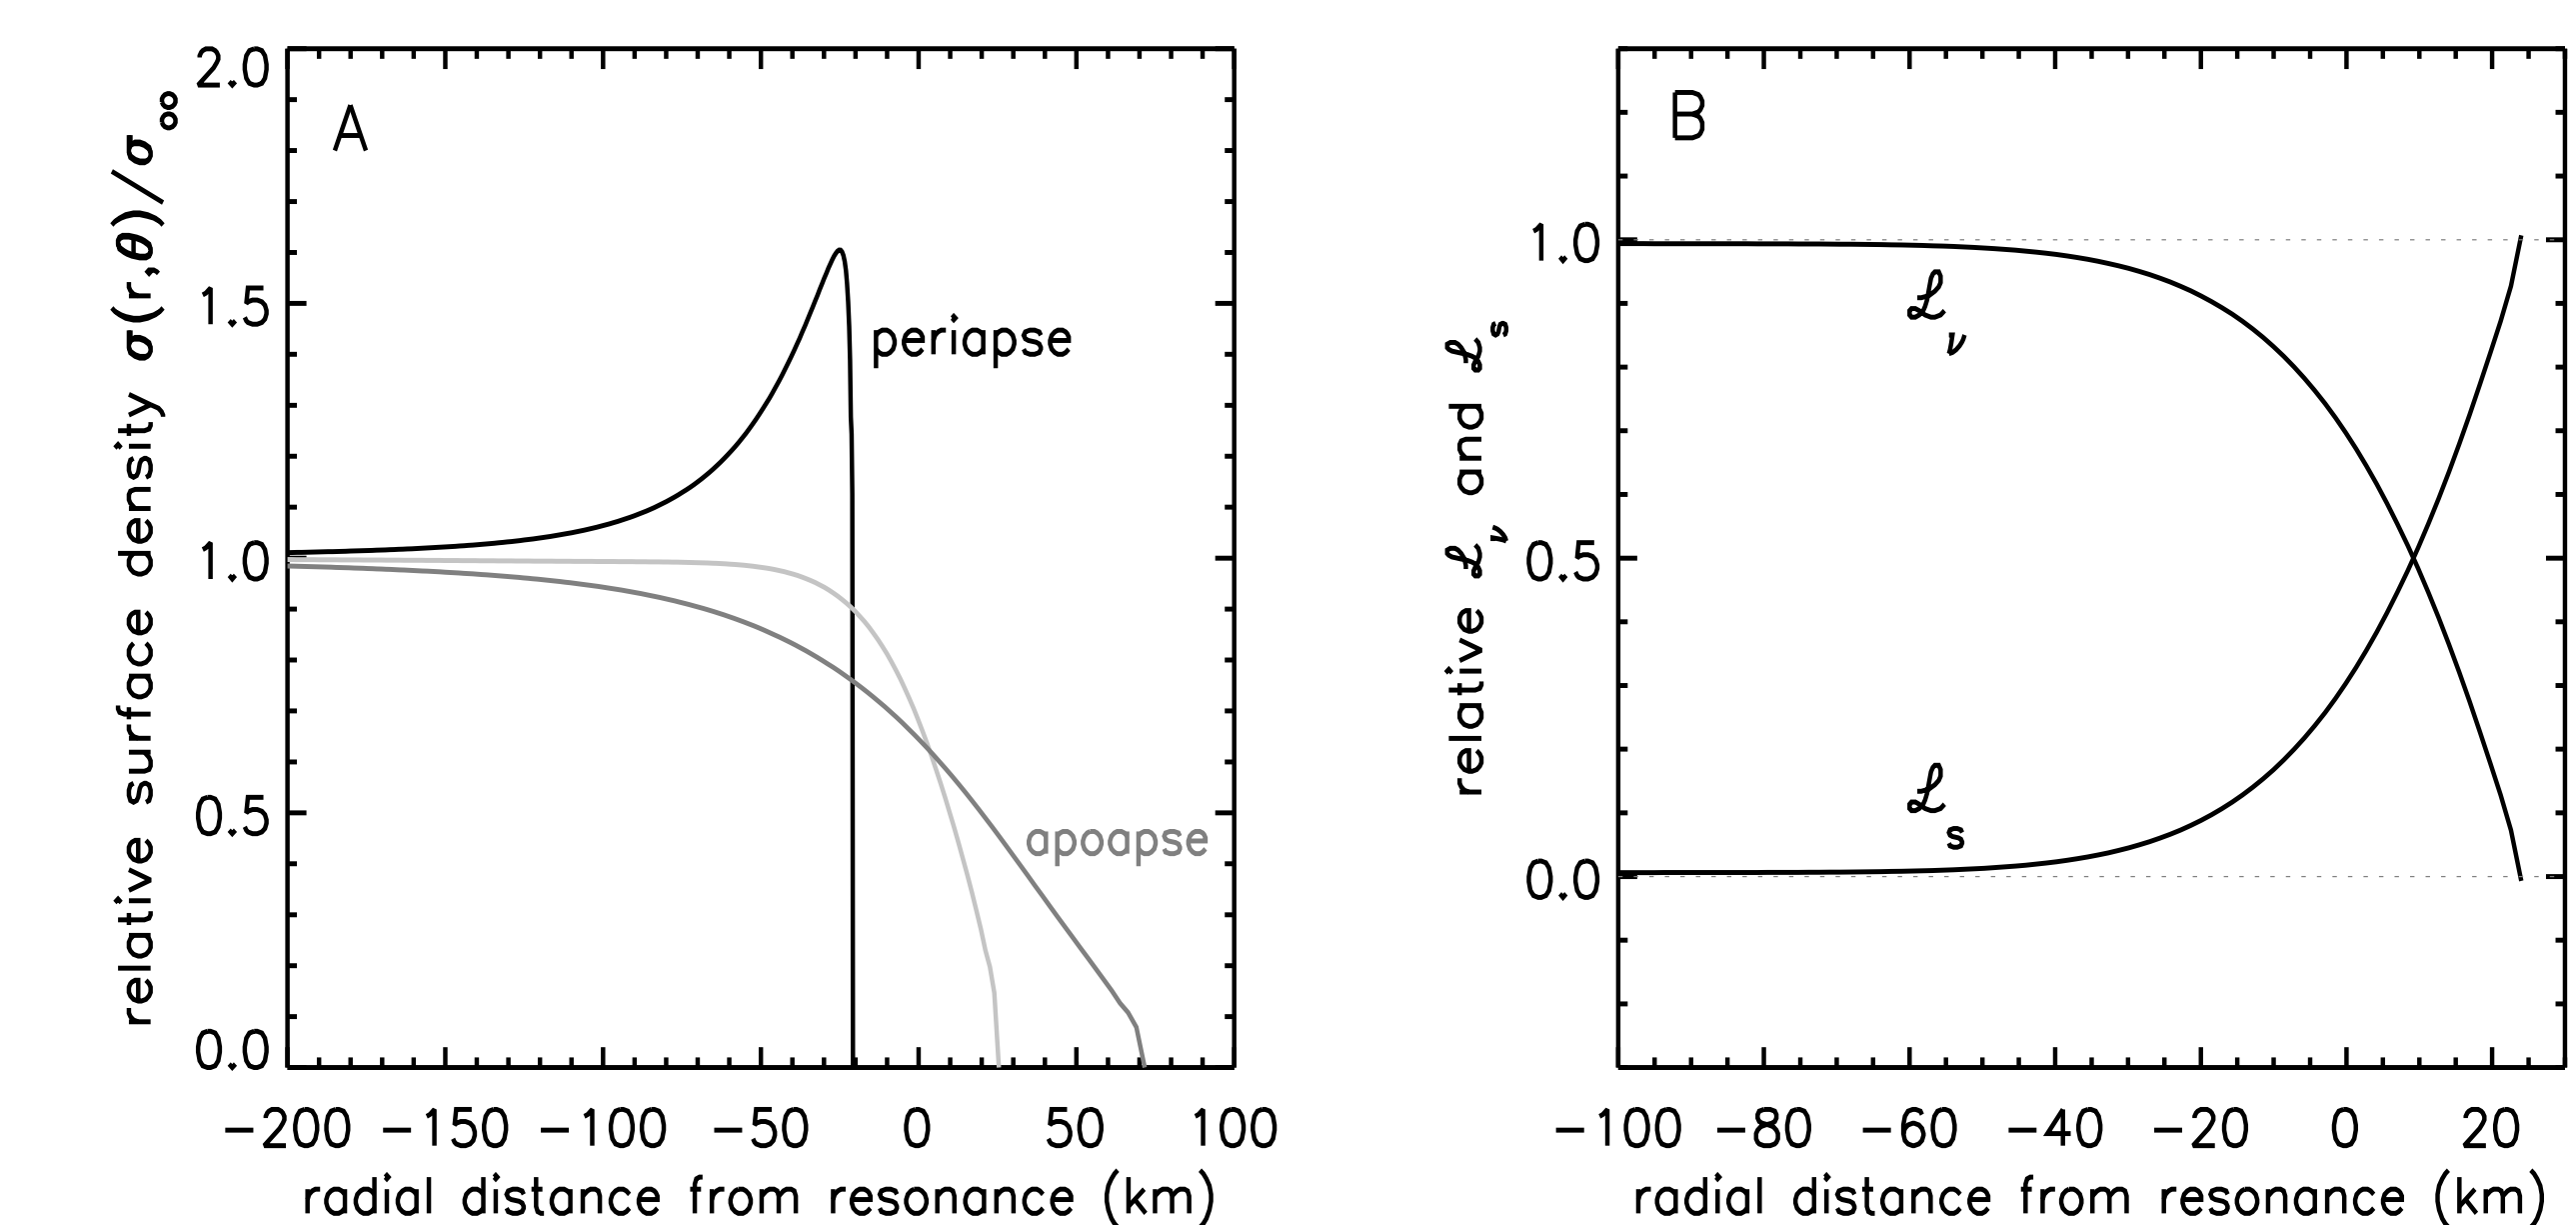 relative surface density σ(r,θ)/σ∞
2.0
1.5
1.0
0.5
0.0
A
periapse
apoapse
−200 −150 −100 −50 0 50 100
radial distance from resonance (km)
relative ℒν and ℒs
1.0
0.5
0.0
B
ℒν
ℒs
−100 −80 −60 −40 −20 0 20
radial distance from resonance (km)